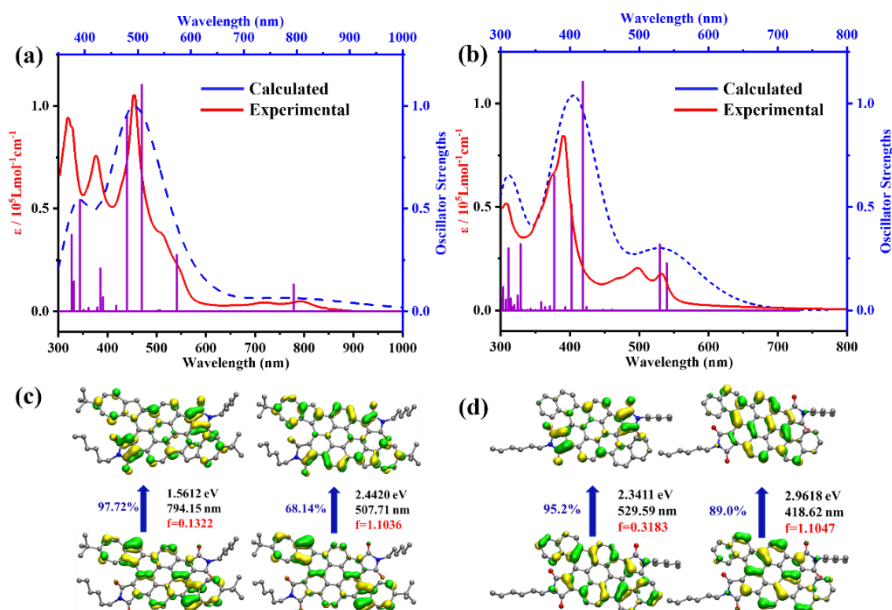 (a)
Wavelength (nm)
400 500 600 700 800 900 1000
Calculated
Experimental
1.0
0.5
0.0
ε / 10⁵Lmol⁻¹cm⁻¹
1.0
0.5
0.0
Oscillator Strengths
300 400 500 600 700 800 900 1000
Wavelength (nm)
(b)
Wavelength (nm)
300 400 500 600 700 800
Calculated
Experimental
1.0
0.5
0.0
ε / 10⁵Lmol⁻¹cm⁻¹
1.0
0.5
0.0
Oscillator Strengths
300 400 500 600 700 800
Wavelength (nm)
(c)
97.72%
1.5612 eV
794.15 nm
f=0.1322
68.14%
2.4420 eV
507.71 nm
f=1.1036
(d)
95.2%
2.3411 eV
529.59 nm
f=0.3183
89.0%
2.9618 eV
418.62 nm
f=1.1047